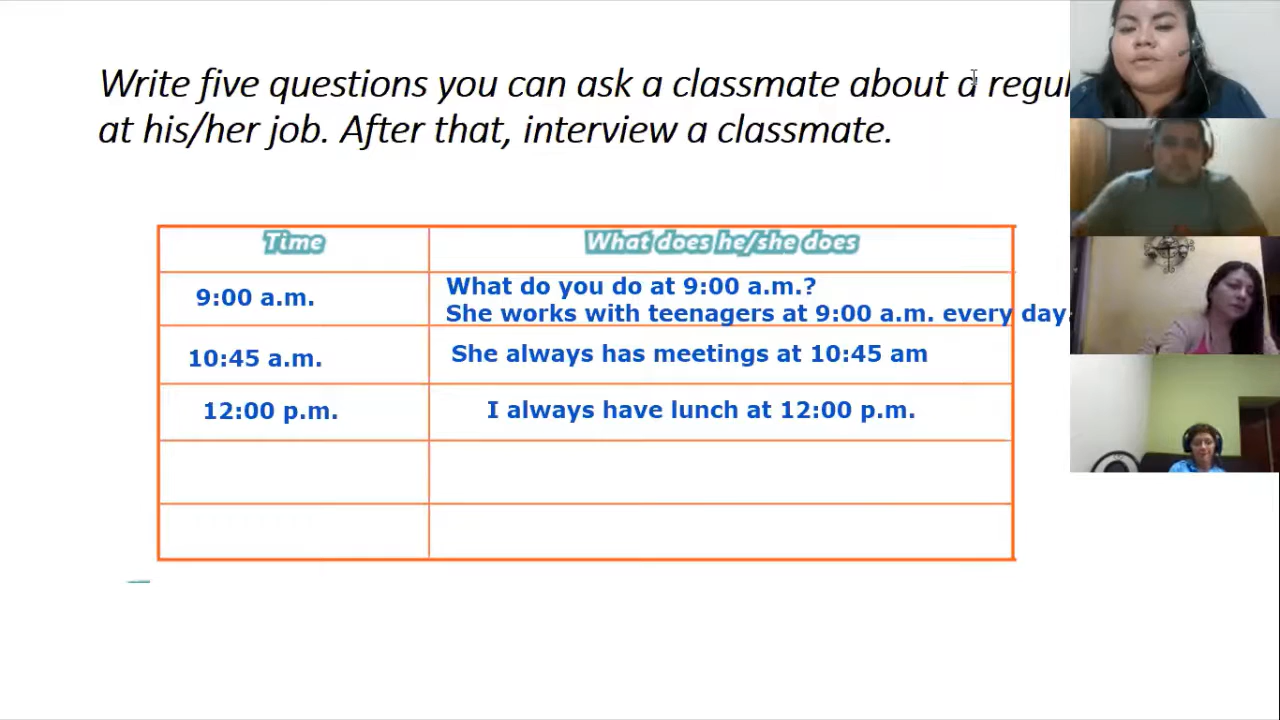 Write five questions you can ask a classmate about a
at his/her job. After that, interview a classmate.
Time What does he/she does
9:00 a.m. What do you do at 9:00 a.m.?
She works with teenagers at 9:00 a.m. every day
10:45 a.m. She always has meetings at 10:45 am
12:00 p.m. I always have lunch at 12:00 p.m.